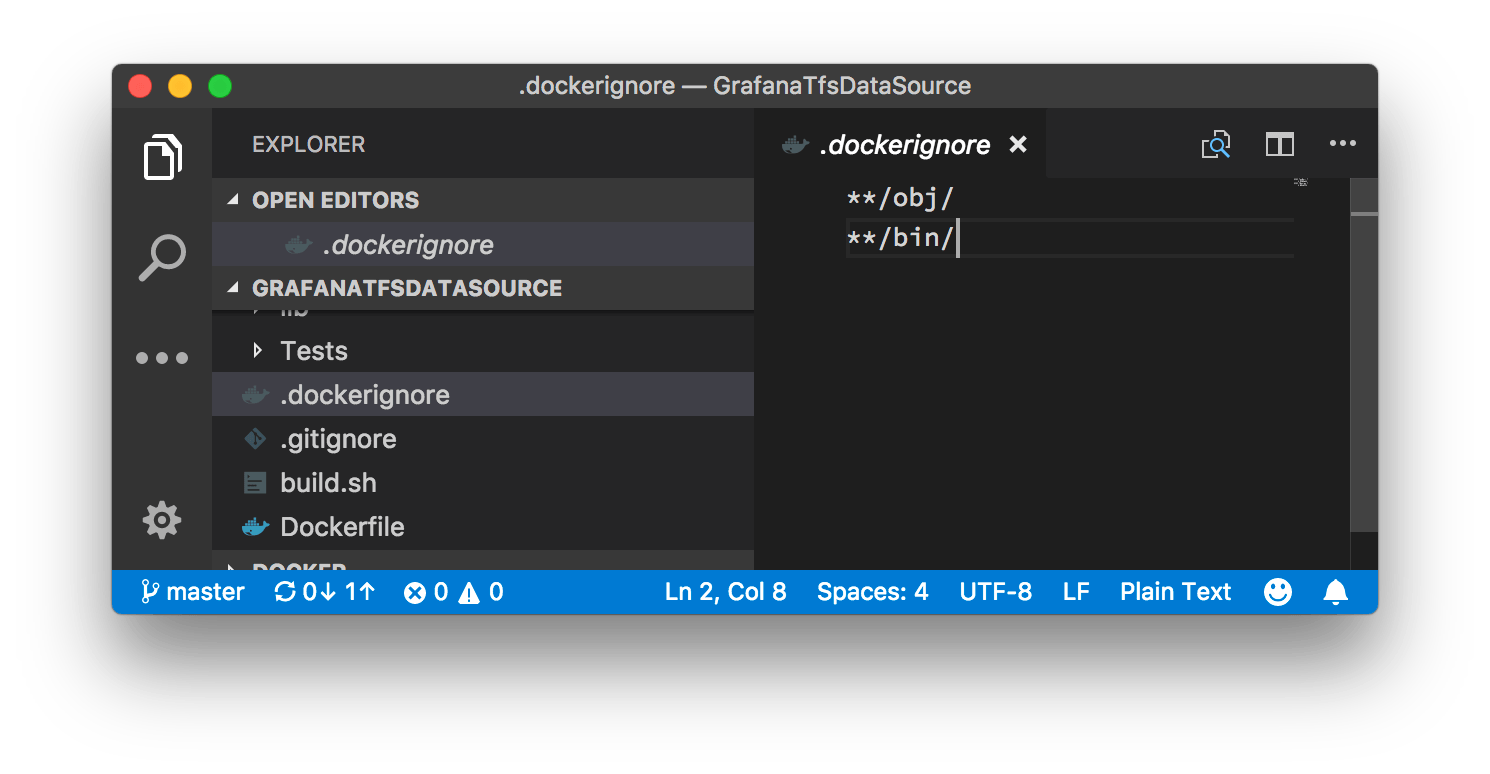 .dockerignore — GrafanaTfsDataSource
EXPLORER
OPEN EDITORS
.dockerignore
GRAFANATFSDATASOURCE
lib
Tests
.dockerignore
.gitignore
build.sh
Dockerfile
DOCKER
.dockerignore
**/obj/
**/bin/
master 0↓ 1↑ 0 0 Ln 2, Col 8 Spaces: 4 UTF-8 LF Plain Text